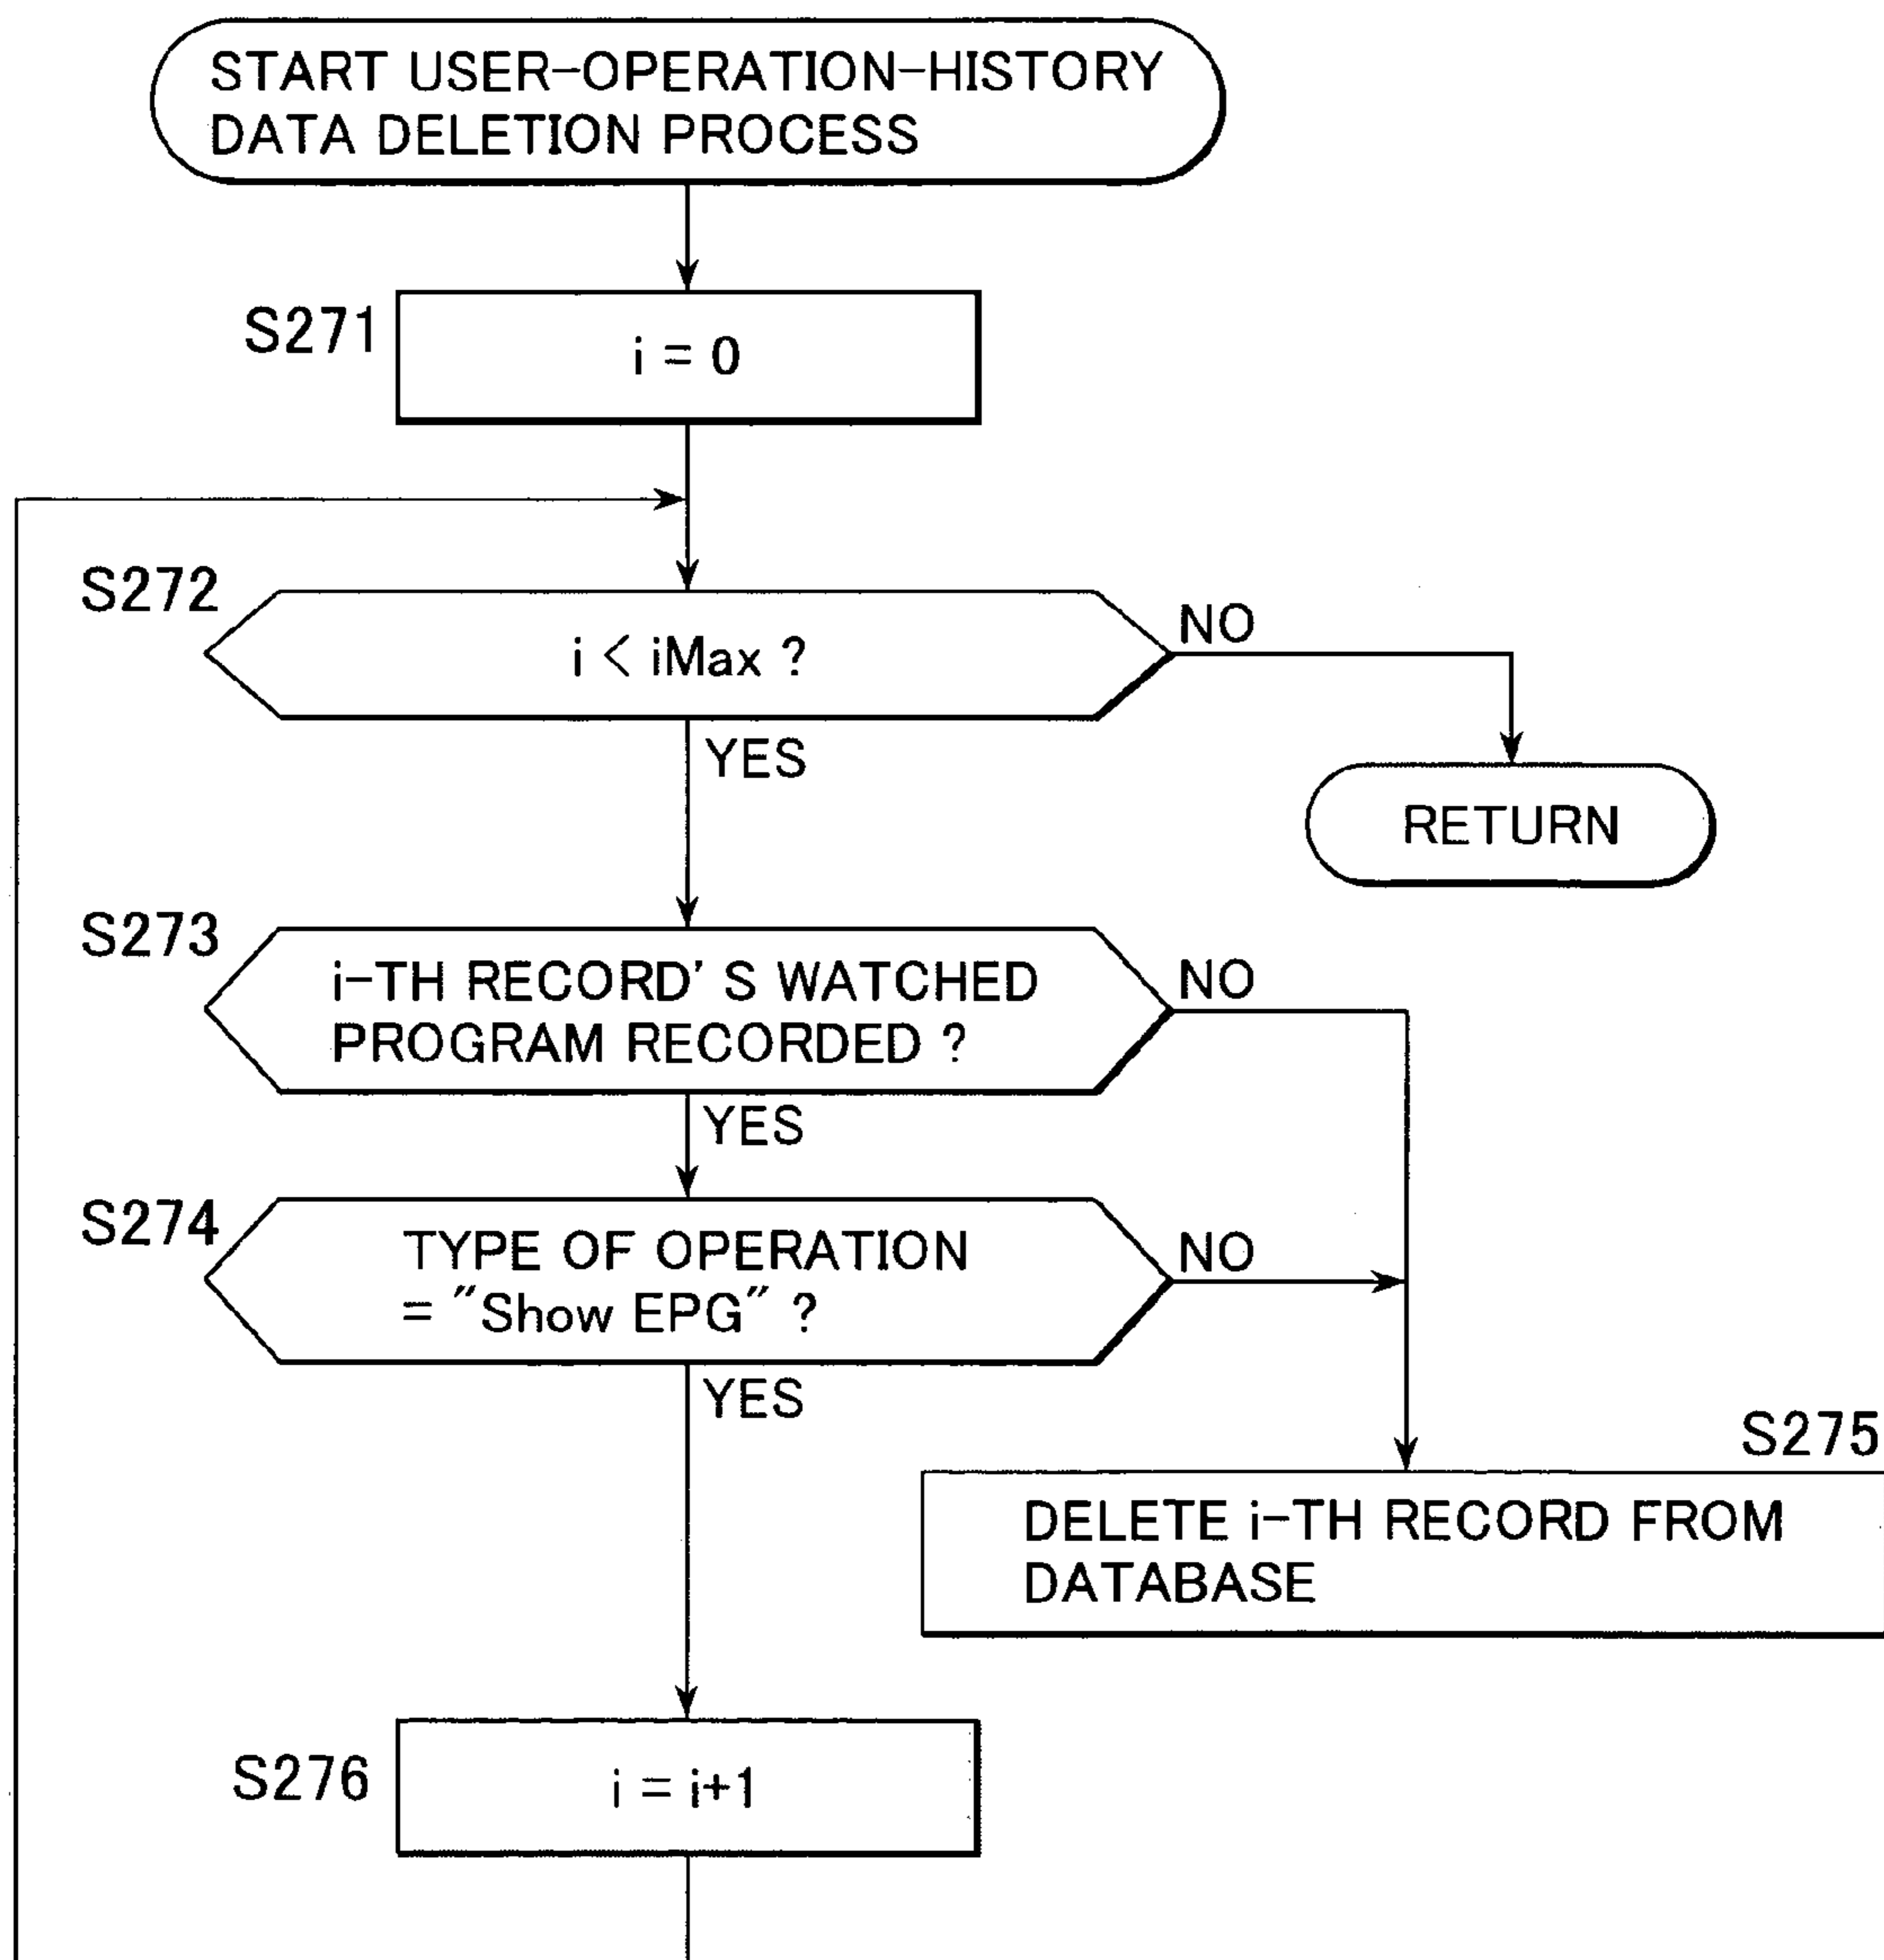 START USER-OPERATION-HISTORY
DATA DELETION PROCESS
S271
i = 0
S272
i < iMax ?
NO
YES
RETURN
S273
i-TH RECORD' S WATCHED
PROGRAM RECORDED ?
NO
YES
S274
TYPE OF OPERATION
= "Show EPG" ?
NO
YES
S275
DELETE i-TH RECORD FROM
DATABASE
S276
i = i+1